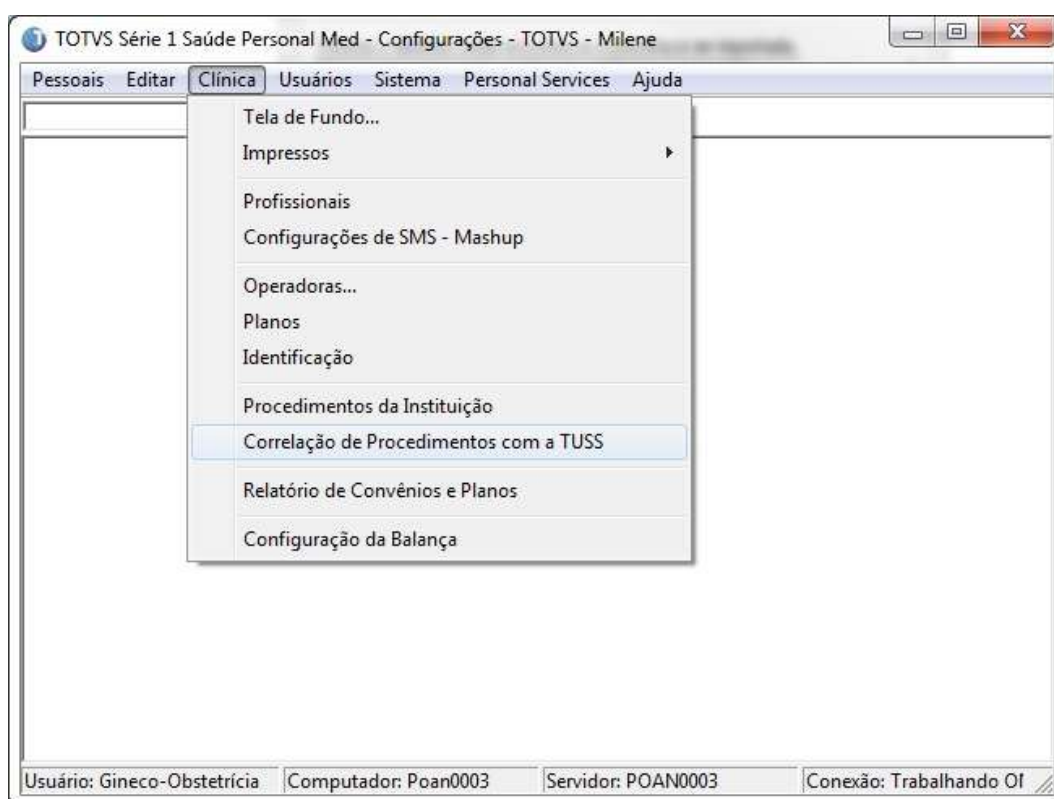 TOTVS Série 1 Saúde Personal Med - Configurações - TOTVS - Milene
Pessoais Editar Clínica Usuários Sistema Personal Services Ajuda
Tela de Fundo...
Impressos
Profissionais
Configurações de SMS - Mashup
Operadoras...
Planos
Identificação
Procedimentos da Instituição
Correlação de Procedimentos com a TUSS
Relatório de Convênios e Planos
Configuração da Balança
Usuário: Gineco-Obstetrícia Computador: Poan0003 Servidor: POAN0003 Conexão: Trabalhando